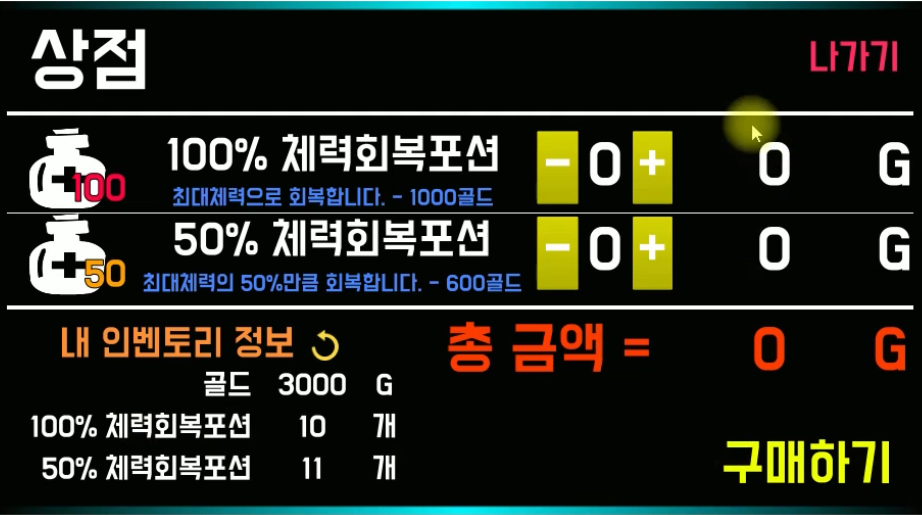 상점
나가기
100
100% 체력회복포션 - 0 + 0 G
최대체력으로 회복합니다. - 1000골드
50
50% 체력회복포션 - 0 + 0 G
최대체력의 50%만큼 회복합니다. - 600골드
내 인벤토리 정보
총 금액 = 0 G
골드 3000 G
100% 체력회복포션 10 개
50% 체력회복포션 11 개
구매하기